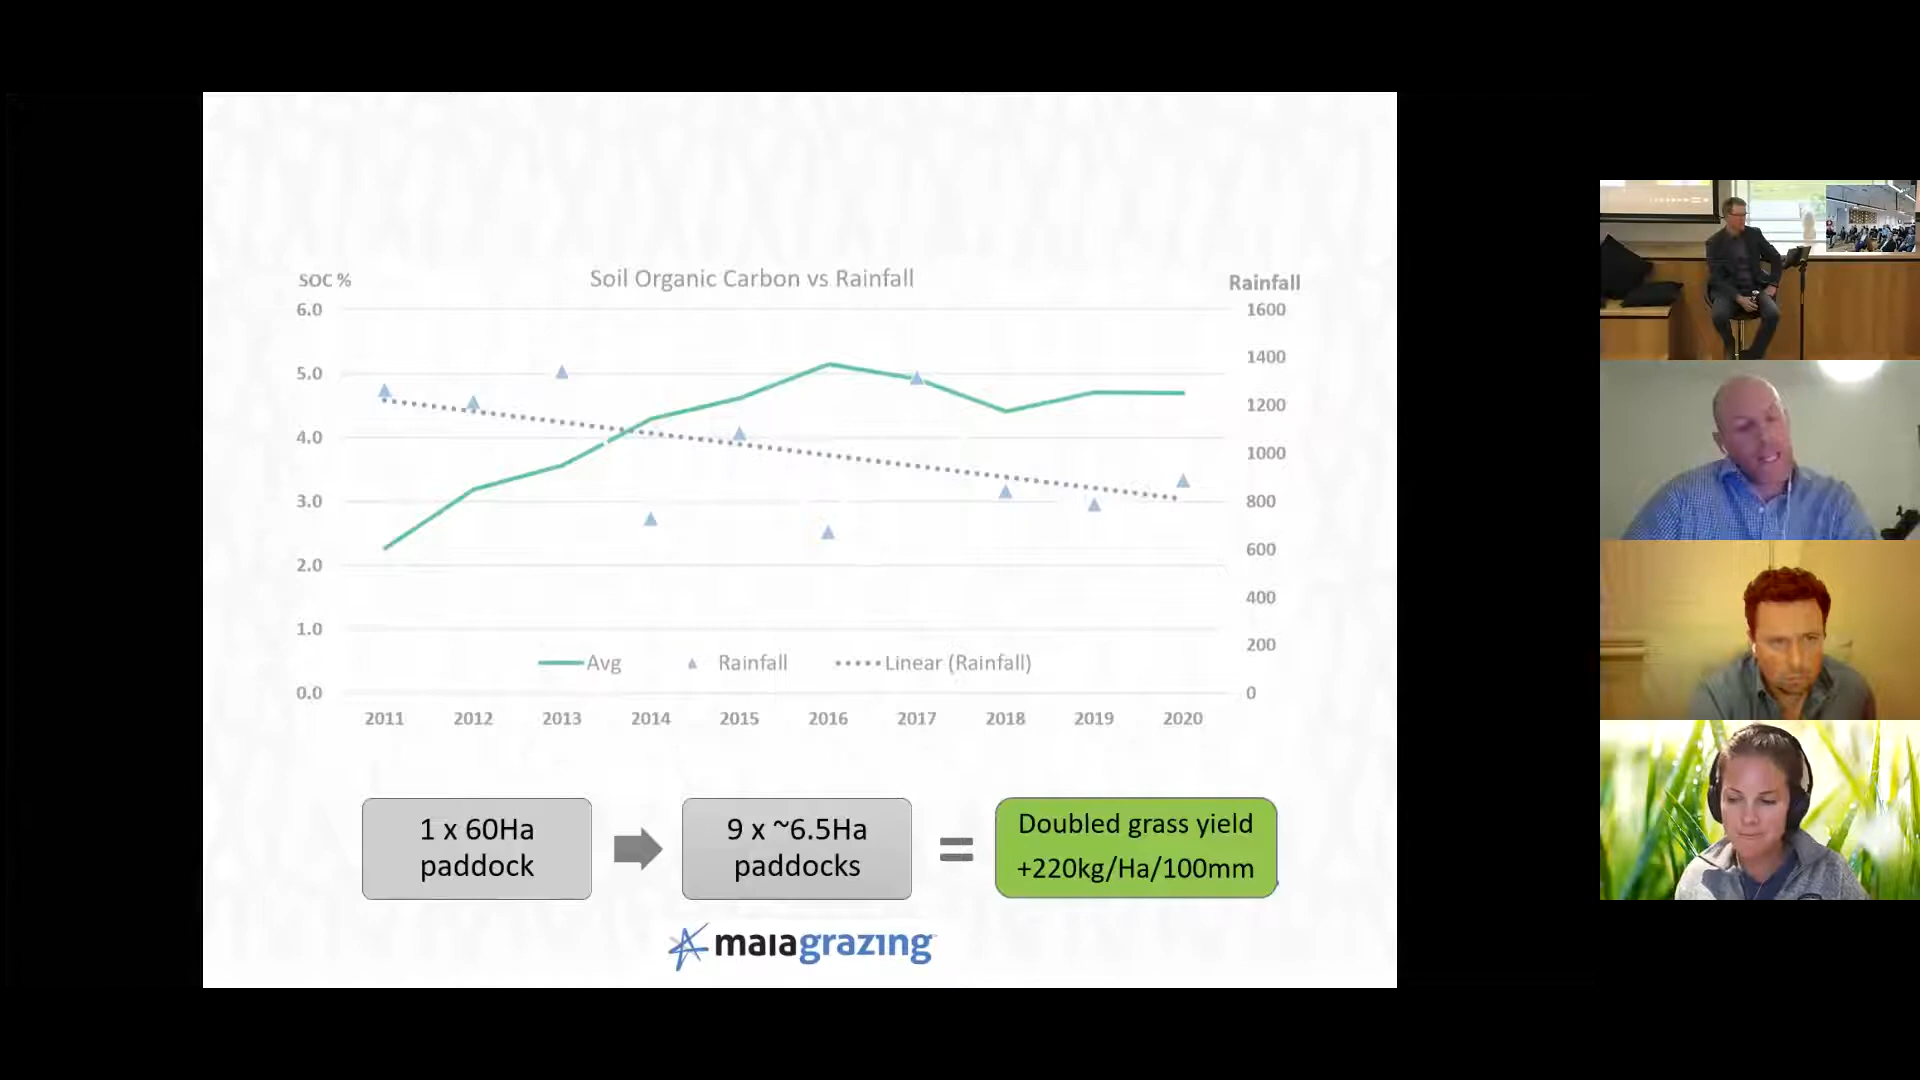 SOC %
Soil Organic Carbon vs Rainfall
Rainfall
6.0
1600
1400
5.0
1200
4.0
1000
3.0
800
600
2.0
400
1.0
200
Avg
Rainfall
Linear (Rainfall)
0.0
0
2011 2012 2013 2014 2015 2016 2017 2018 2019 2020
1 x 60Ha
paddock
9 x ~6.5Ha
paddocks
=
Doubled grass yield
+220kg/Ha/100mm
maiagrazing